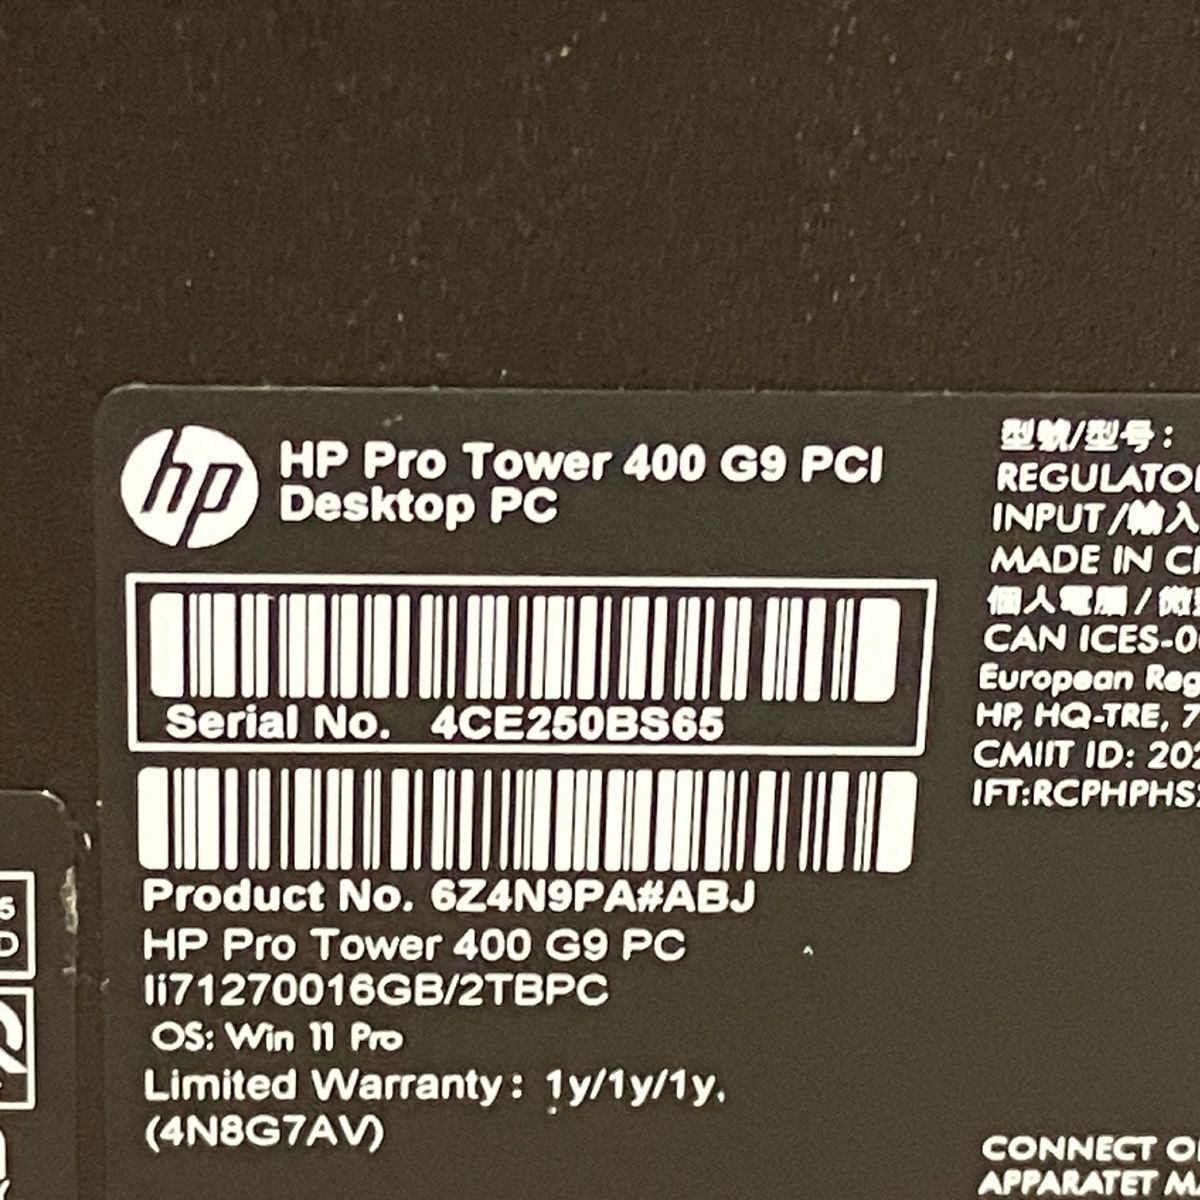 hp
HP Pro Tower 400 G9 PCI
Desktop PC
Serial No. 4CE250BS65
Product No. 6Z4N9PA#ABJ
HP Pro Tower 400 G9 PC
Ii71270016GB/2TBPC
OS: Win 11 Pro
Limited Warranty: 1y/1y/1y,
(4N8G7AV)
型號/型号:
REGULATO
INPUT/輸入
MADE IN C
個人電腦/微
CAN ICES-0
European Reg
HP, HQ-TRE, 7
CMIIT ID: 202
IFT:RCPHPHS
CONNECT O
APPARATET M
5
D